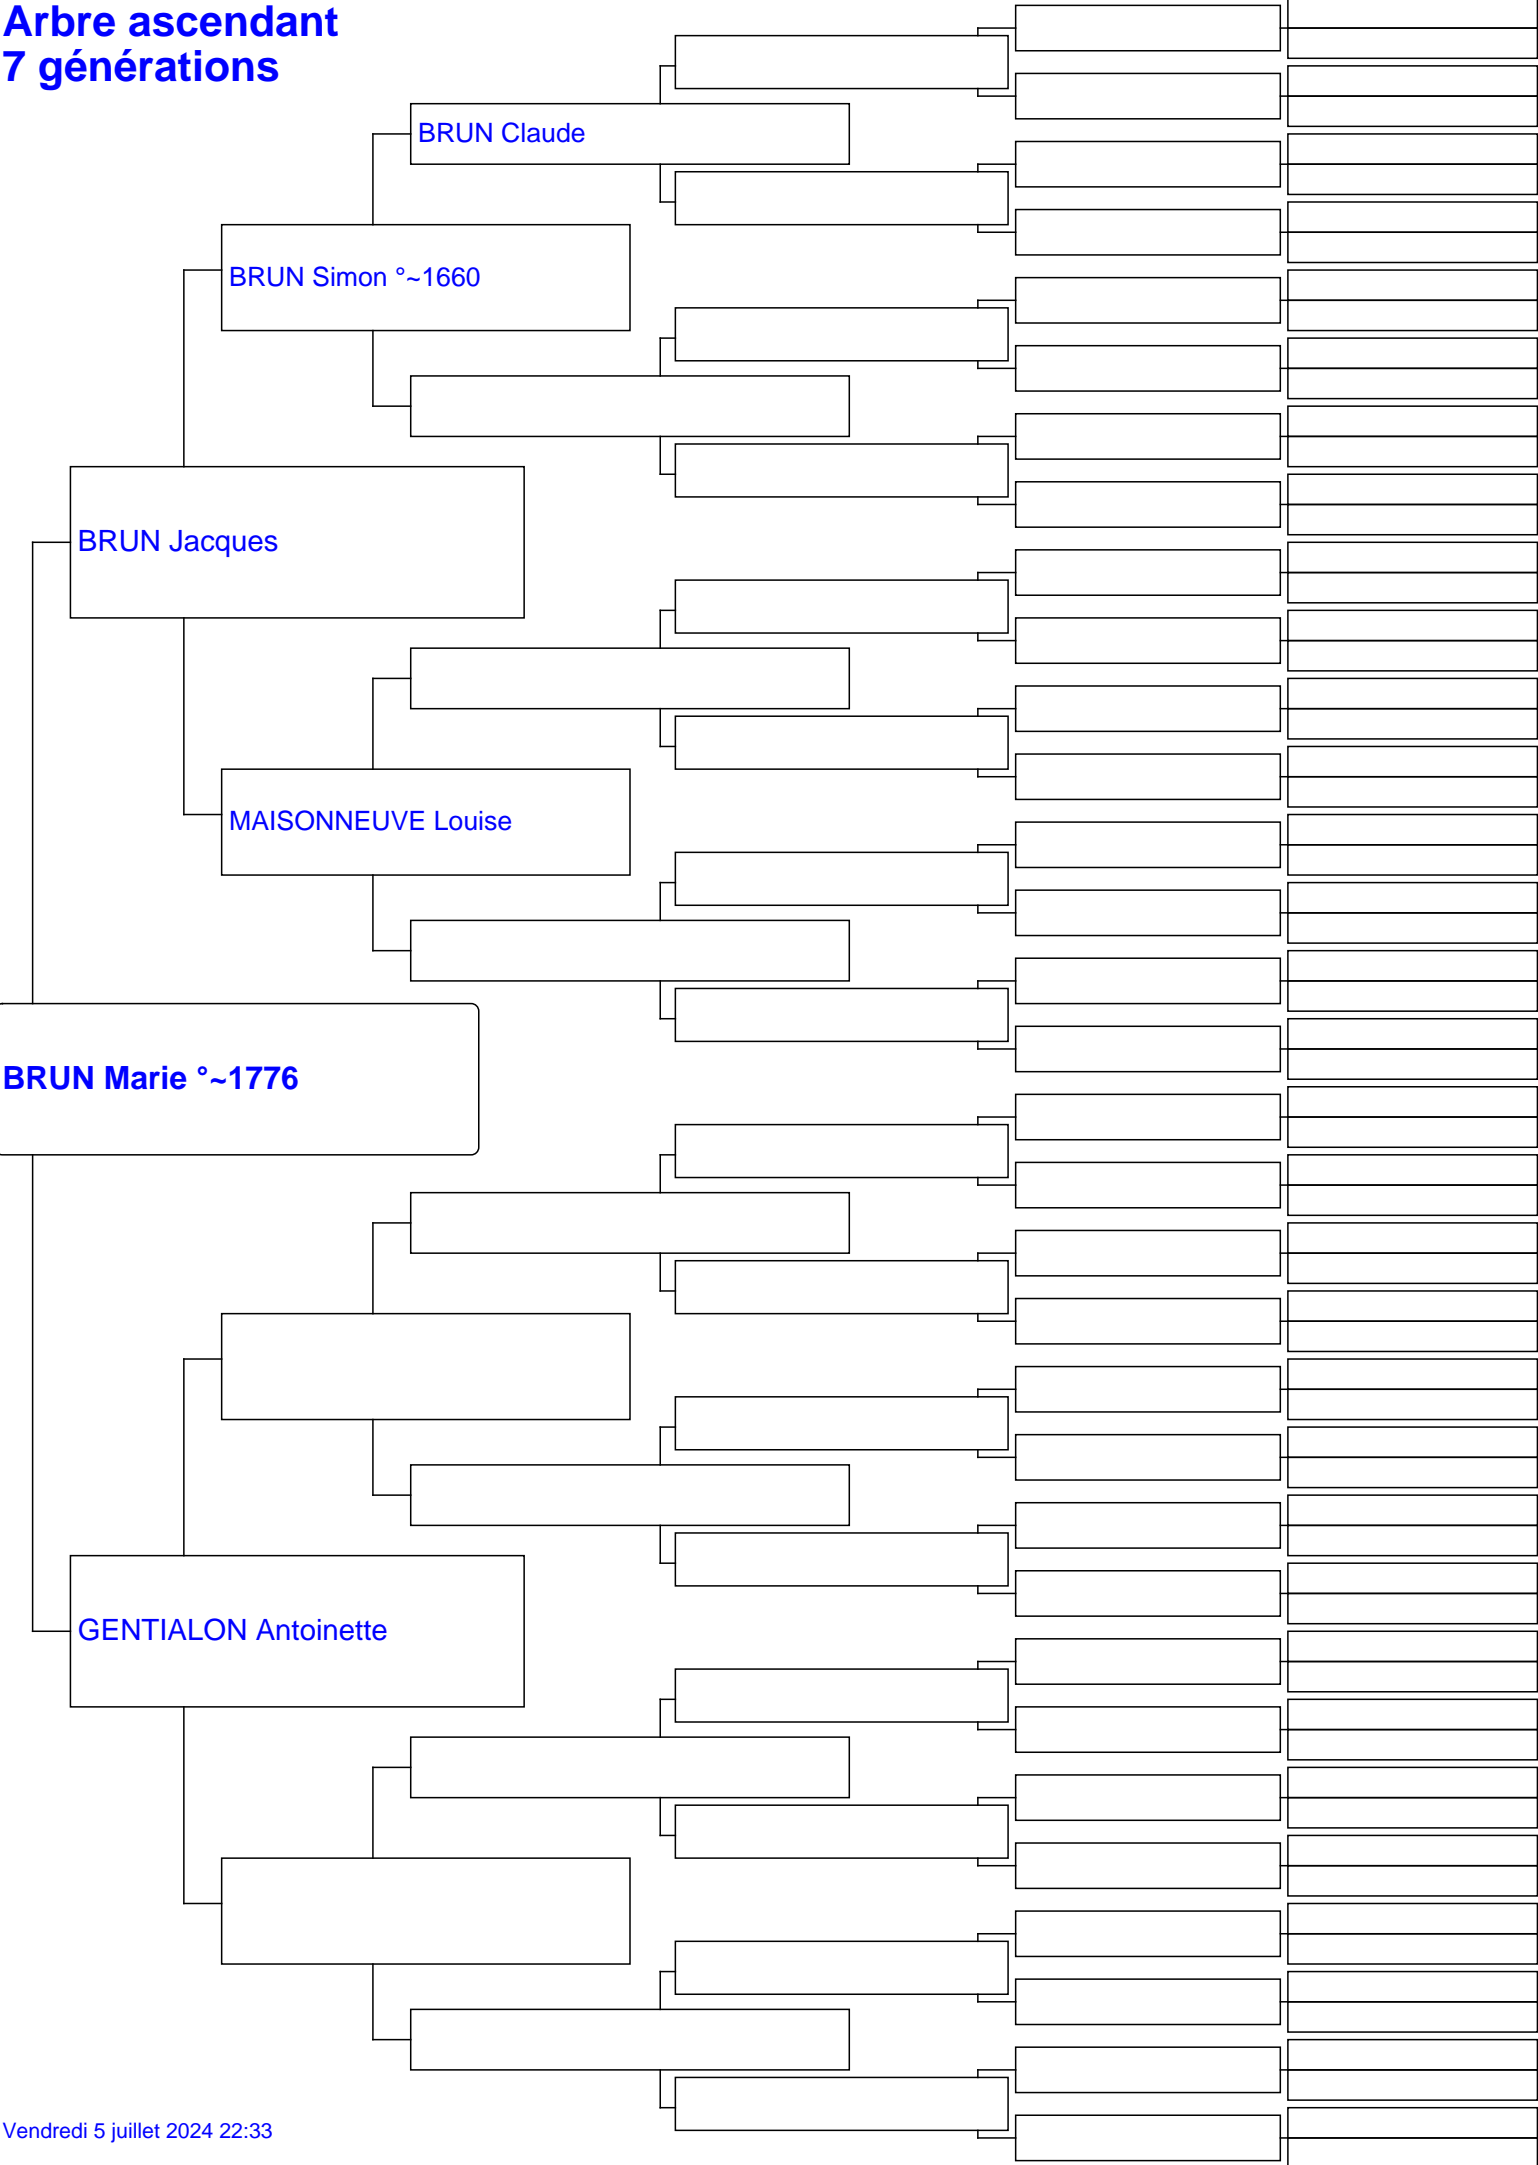 Arbre ascendant
7 générations
BRUN Claude
BRUN Simon °~1660
BRUN Jacques
MAISONNEUVE Louise
BRUN Marie °~1776
GENTIALON Antoinette
Vendredi 5 juillet 2024 22:33